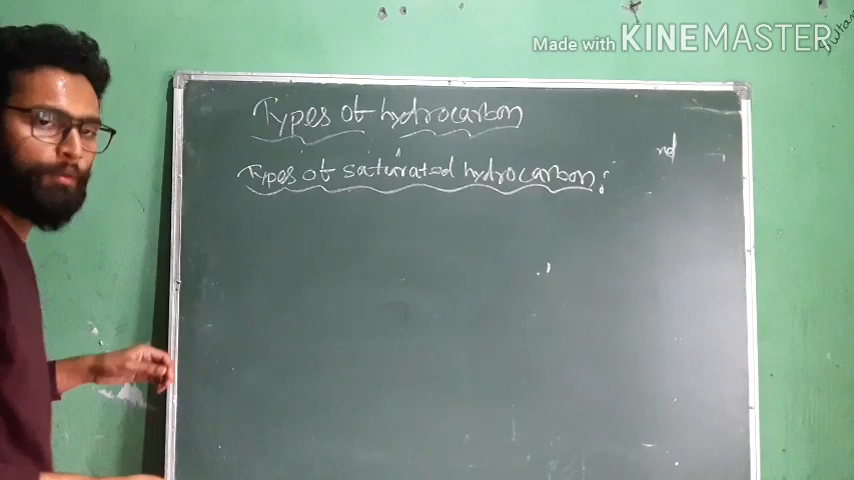 Made with KINEMASTER
Types of hydrocarbon
Types of saturated hydrocarbon: